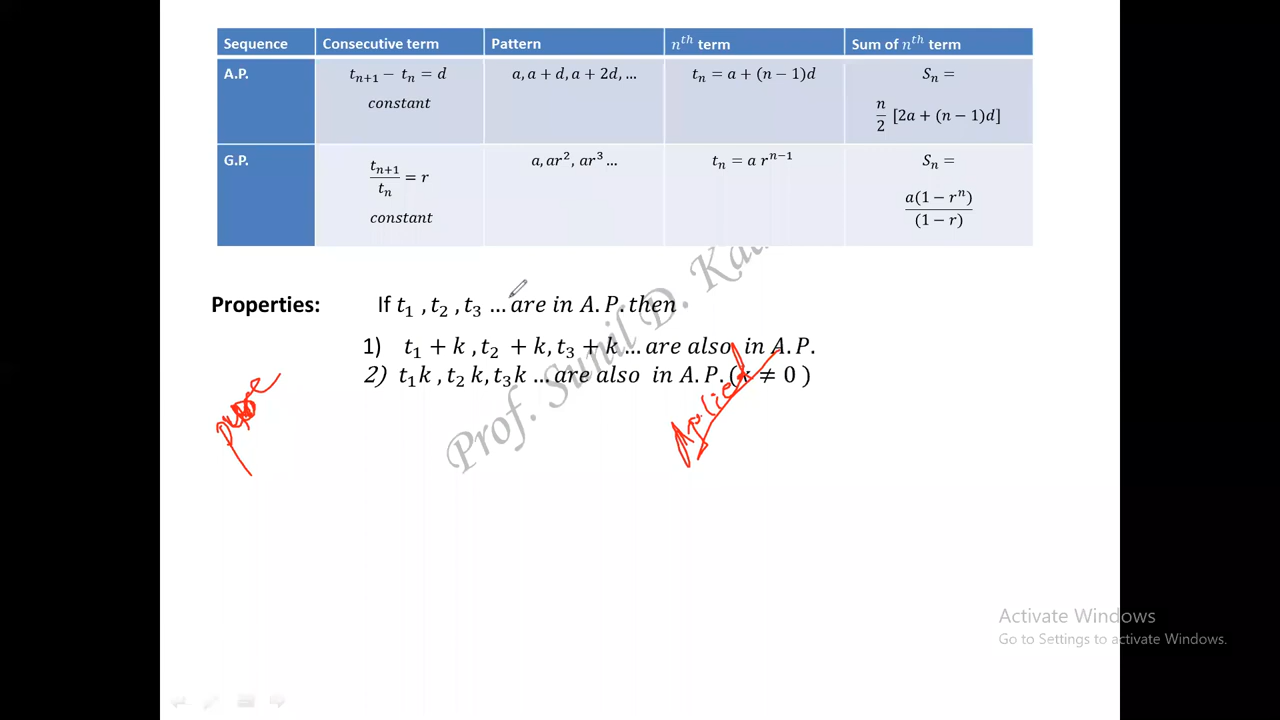 Sequence Consecutive term Pattern nᵗʰ term Sum of nᵗʰ term
A.P. tₙ₊₁ − tₙ = d a, a + d, a + 2d, … tₙ = a + (n − 1)d Sₙ =
constant n/2 [2a + (n − 1)d]
G.P. tₙ₊₁/tₙ = r a, ar², ar³ … tₙ = a rⁿ⁻¹ Sₙ =
constant a(1 − rⁿ)/(1 − r)
Properties: If t₁ , t₂ , t₃ … are in A. P. then
1) t₁ + k , t₂ + k, t₃ + k … are also in A. P.
2) t₁k , t₂ k, t₃k … are also in A. P. (k ≠ 0 )
Applied
Prof. Sunil D.
Activate Windows
Go to Settings to activate Windows.